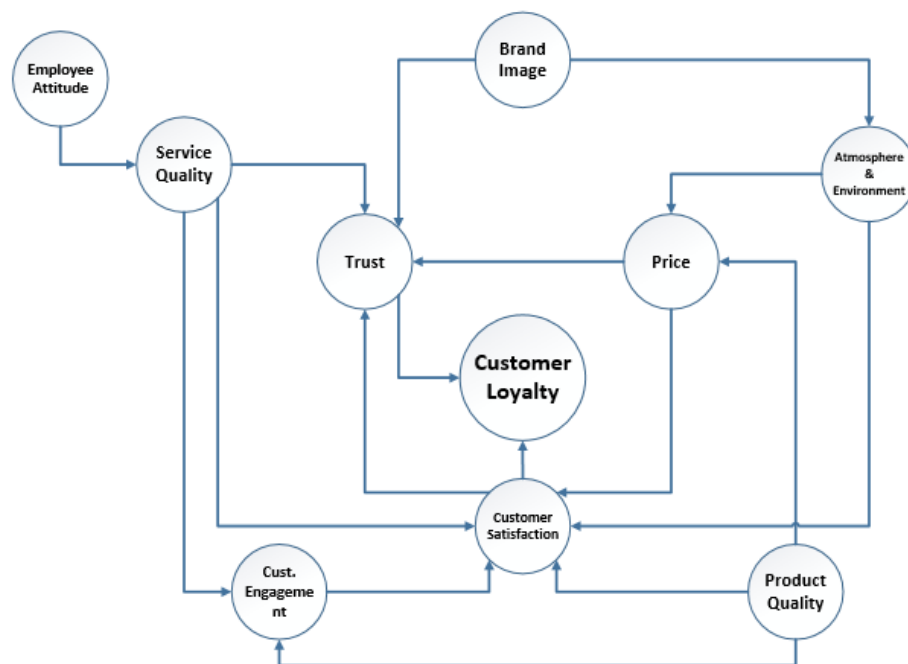 Brand
Image
Employee
Attitude
Service
Quality
Atmosphere
&
Environment
Trust
Price
Customer
Loyalty
Customer
Satisfaction
Cust.
Engageme
nt
Product
Quality